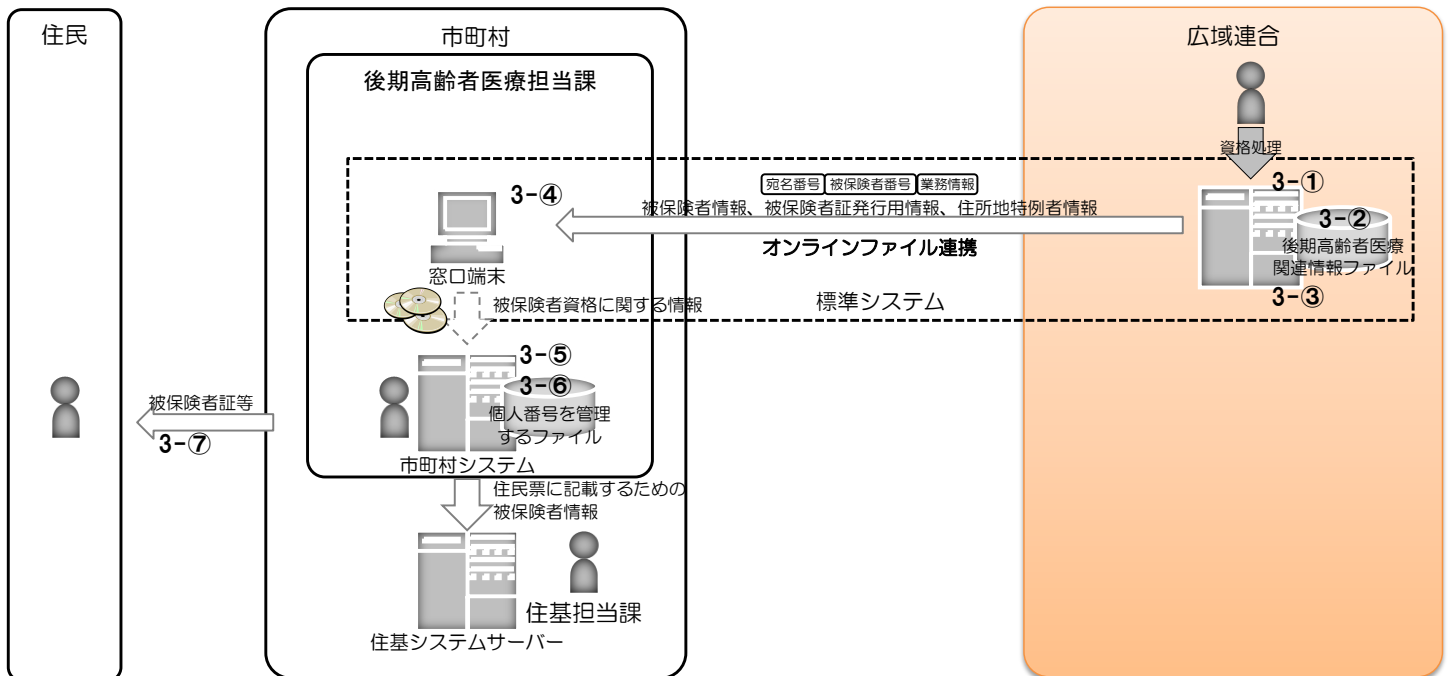 住民
市町村
広域連合
後期高齢者医療担当課
資格処理
宛名番号 被保険者番号 業務情報
3-①
3-④
被保険者情報、被保険者証発行用情報、住所地特例者情報
3-②
オンラインファイル連携
後期高齢者医療
関連情報ファイル
窓口端末
3-③
被保険者資格に関する情報
標準システム
3-⑤
3-⑥
被保険者証等
個人番号を管理
するファイル
3-⑦
市町村システム
住民票に記載するための
被保険者情報
住基担当課
住基システムサーバー